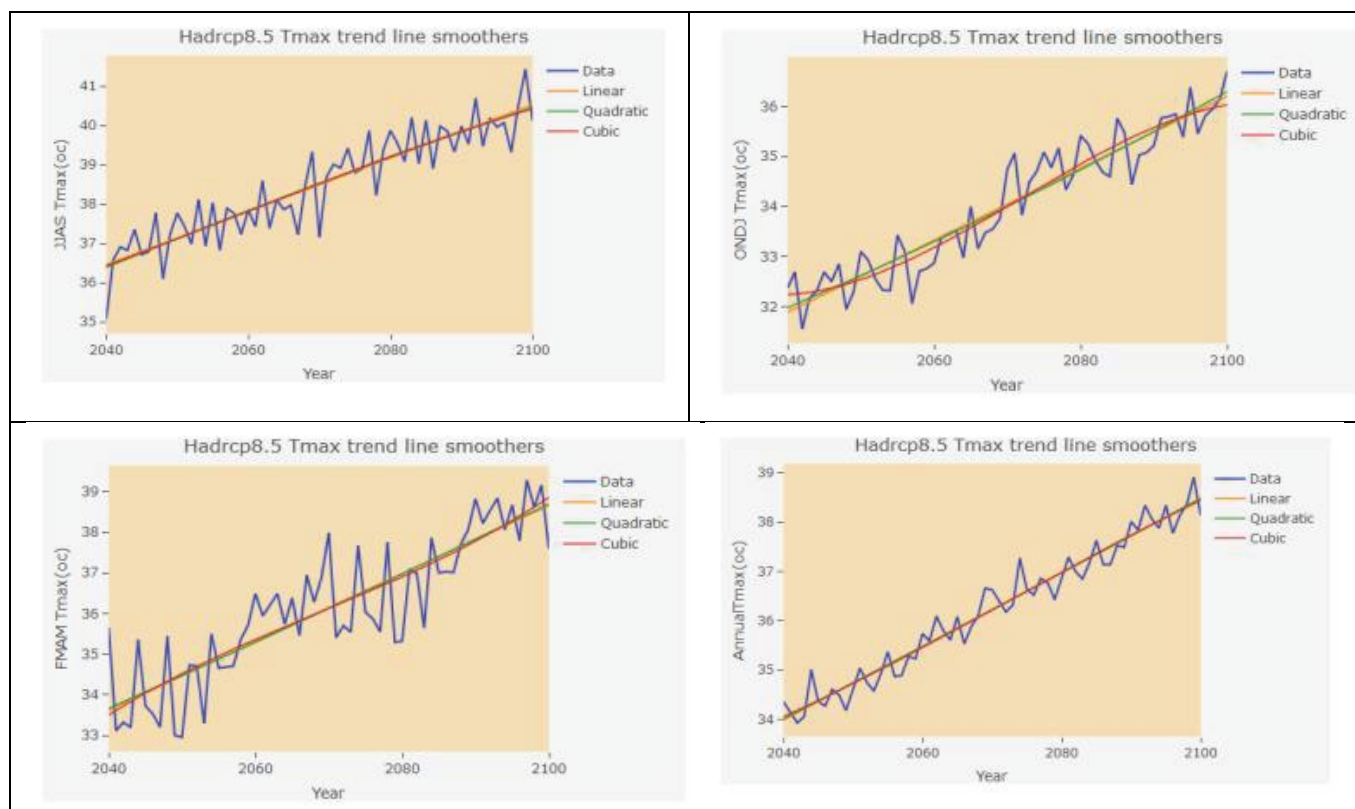 Hadrcp8.5 Tmax trend line smoothers
Data
Linear
Quadratic
Cubic
41
40
39
38
37
36
35
JJAS Tmax(oc)
2040
2060
2080
2100
Year
Hadrcp8.5 Tmax trend line smoothers
Data
Linear
Quadratic
Cubic
36
35
34
33
32
ONDJ Tmax(oc)
2040
2060
2080
2100
Year
Hadrcp8.5 Tmax trend line smoothers
Data
Linear
Quadratic
Cubic
39
38
37
36
35
34
33
FMAM Tmax(oc)
2040
2060
2080
2100
Year
Hadrcp8.5 Tmax trend line smoothers
Data
Linear
Quadratic
Cubic
39
38
37
36
35
34
AnnualTmax(oc)
2040
2060
2080
2100
Year